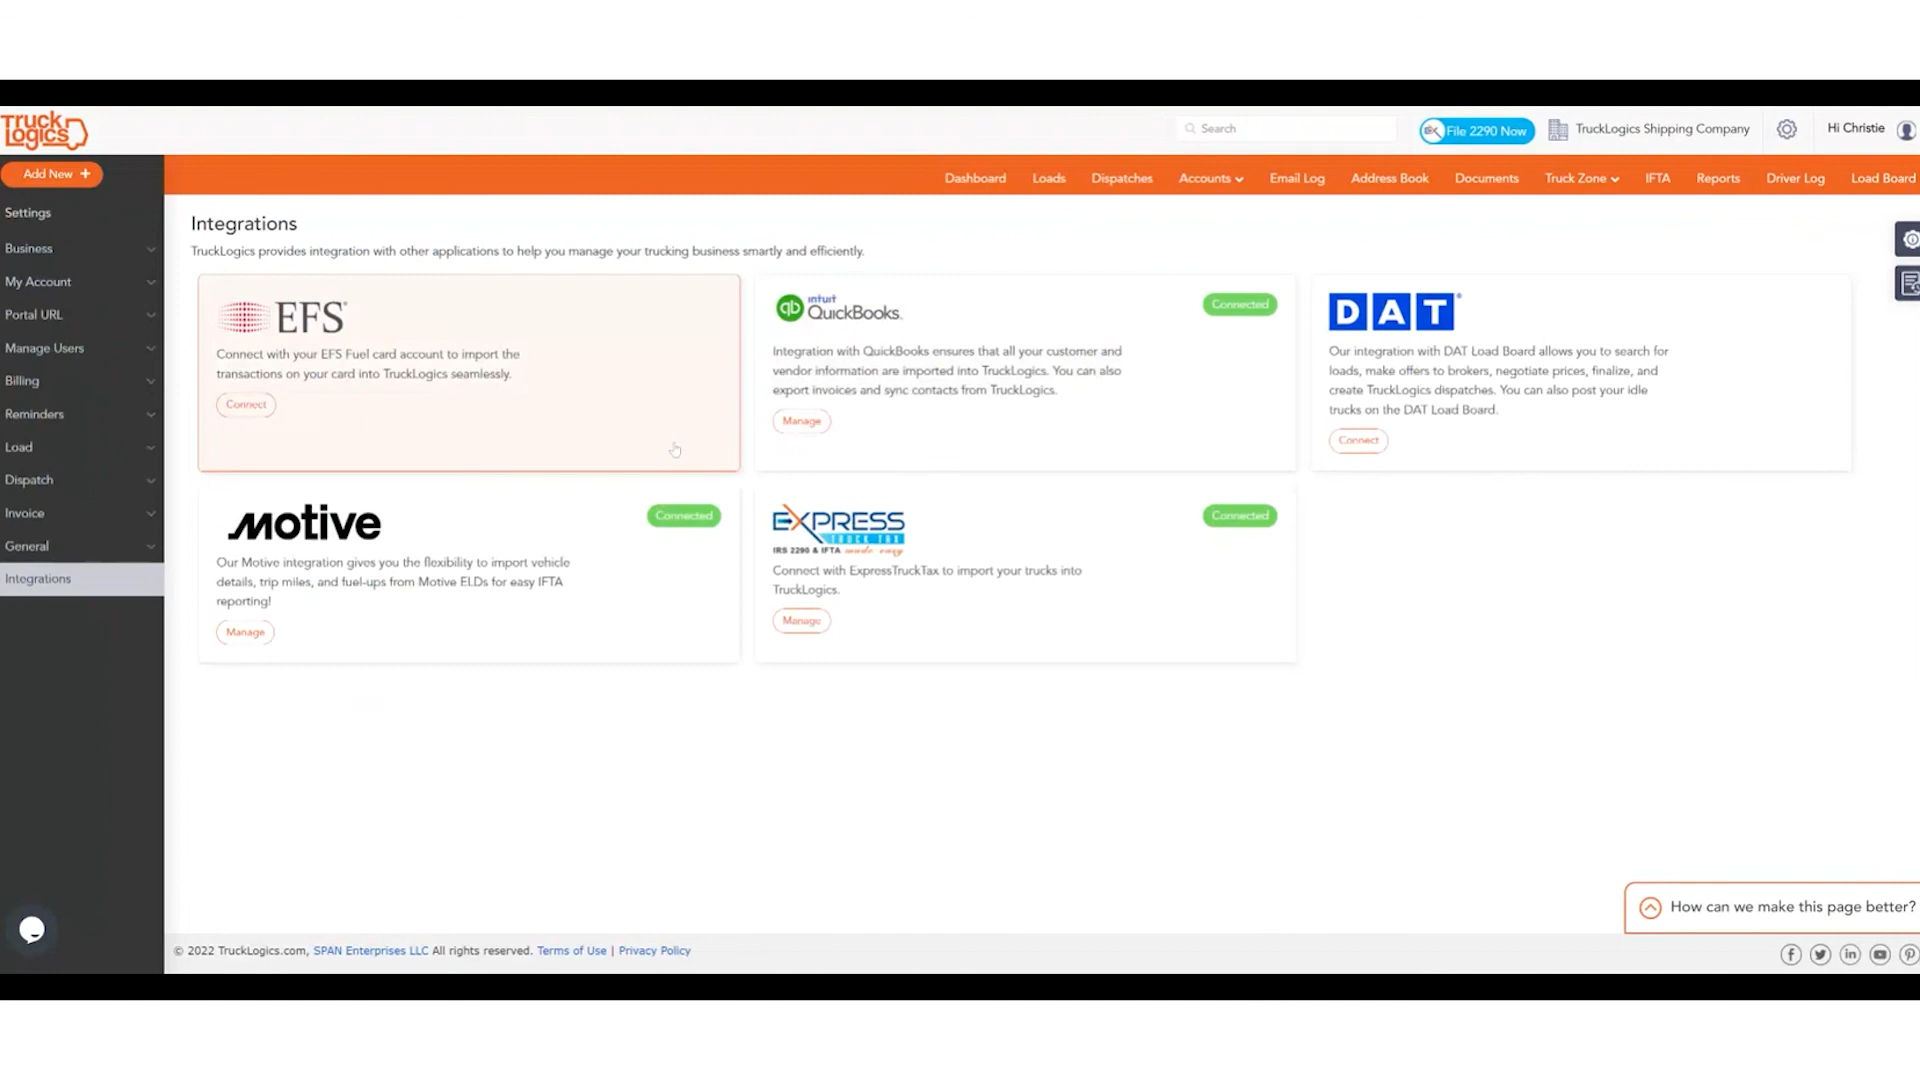 Truck
Logics
Search
File 2290 Now
TruckLogics Shipping Company
Hi Christie
Add New +
Dashboard
Loads
Dispatches
Accounts
Email Log
Address Book
Documents
Truck Zone
IFTA
Reports
Driver Log
Load Board
Settings
Business
My Account
Portal URL
Manage Users
Billing
Reminders
Load
Dispatch
Invoice
General
Integrations
Integrations
TruckLogics provides integration with other applications to help you manage your trucking business smartly and efficiently.
EFS®
Connect with your EFS Fuel card account to import the
transactions on your card into TruckLogics seamlessly.
Connect
qb intuit
QuickBooks.
Connected
Integration with QuickBooks ensures that all your customer and
vendor information are imported into TruckLogics. You can also
export invoices and sync contacts from TruckLogics.
Manage
DAT®
Our integration with DAT Load Board allows you to search for
loads, make offers to brokers, negotiate prices, finalize, and
create TruckLogics dispatches. You can also post your idle
trucks on the DAT Load Board.
Connect
motive
Connected
Our Motive integration gives you the flexibility to import vehicle
details, trip miles, and fuel-ups from Motive ELDs for easy IFTA
reporting!
Manage
EXPRESS
TRUCK TAX
IRS 2290 & IFTA made easy
Connected
Connect with ExpressTruckTax to import your trucks into
TruckLogics.
Manage
How can we make this page better?
© 2022 TruckLogics.com, SPAN Enterprises LLC All rights reserved. Terms of Use | Privacy Policy